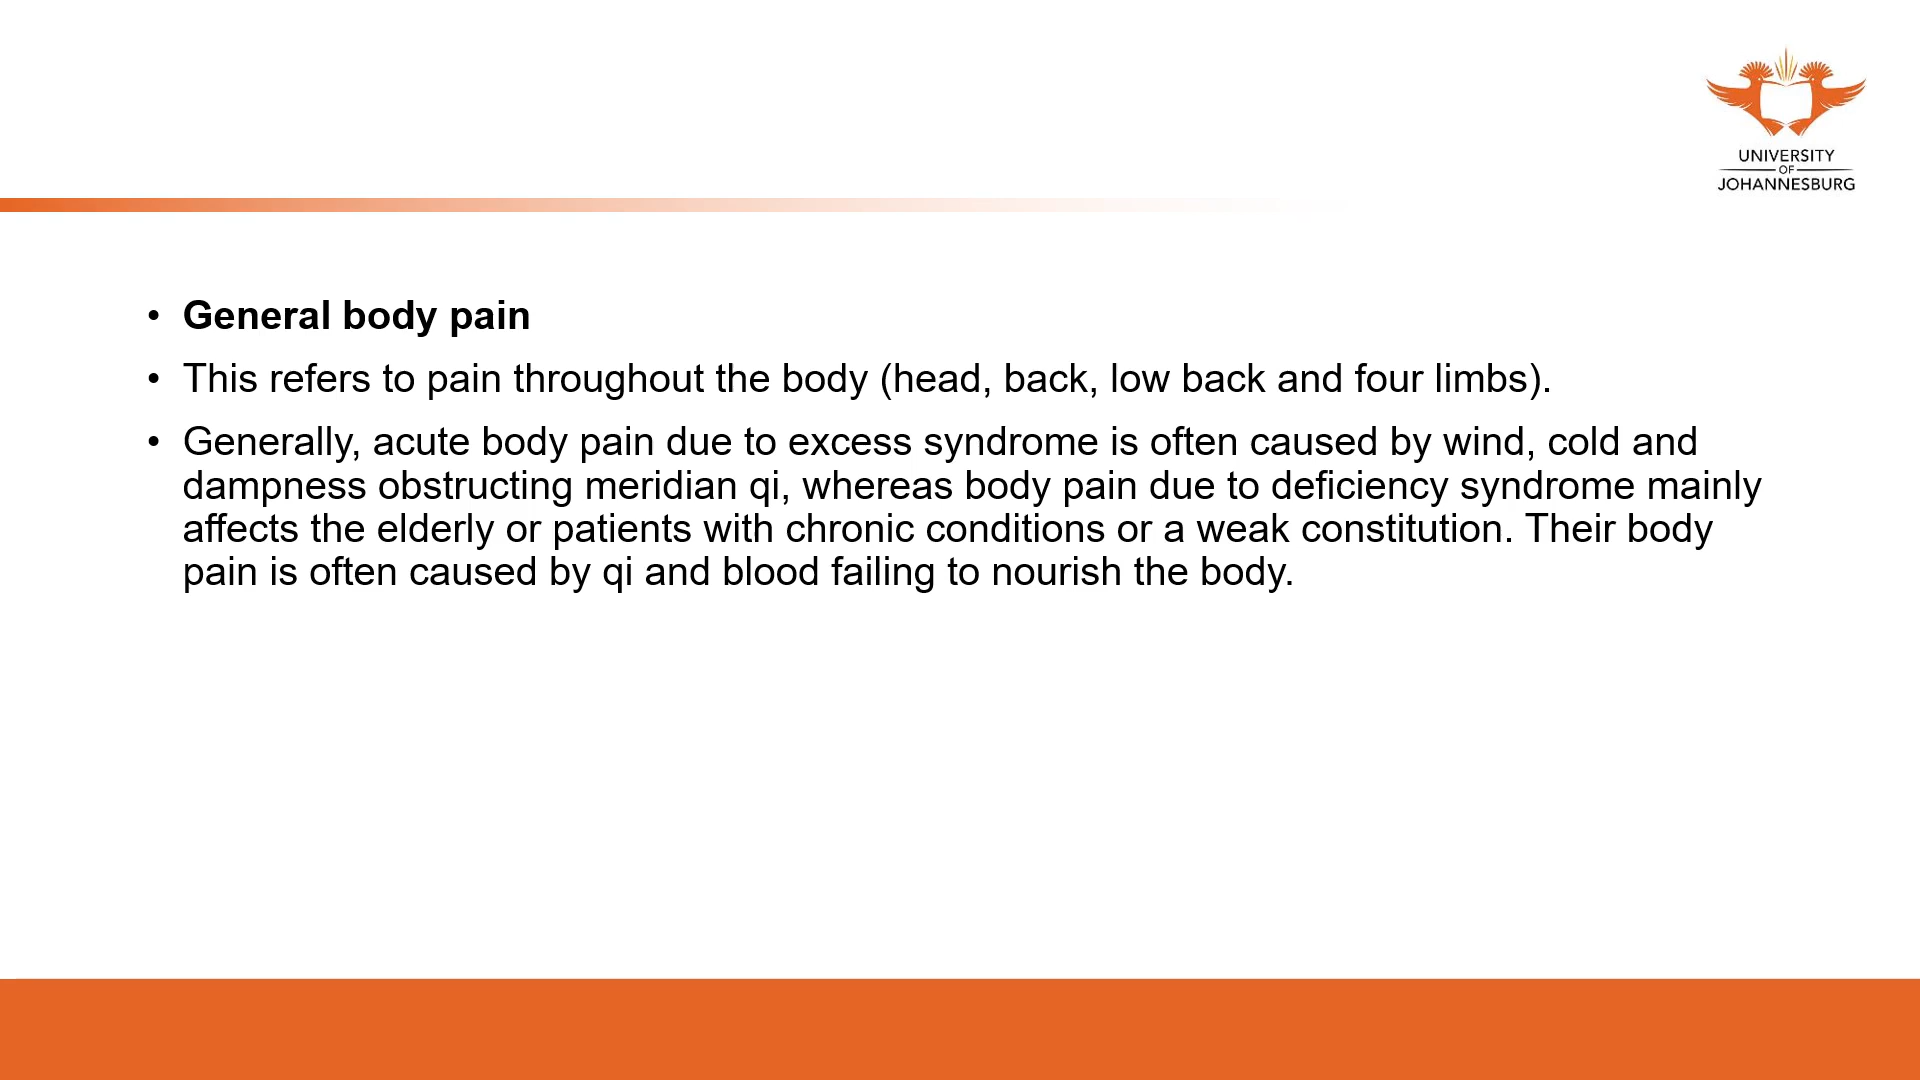 UNIVERSITY
OF
JOHANNESBURG
• General body pain
• This refers to pain throughout the body (head, back, low back and four limbs).
• Generally, acute body pain due to excess syndrome is often caused by wind, cold and
dampness obstructing meridian qi, whereas body pain due to deficiency syndrome mainly
affects the elderly or patients with chronic conditions or a weak constitution. Their body
pain is often caused by qi and blood failing to nourish the body.